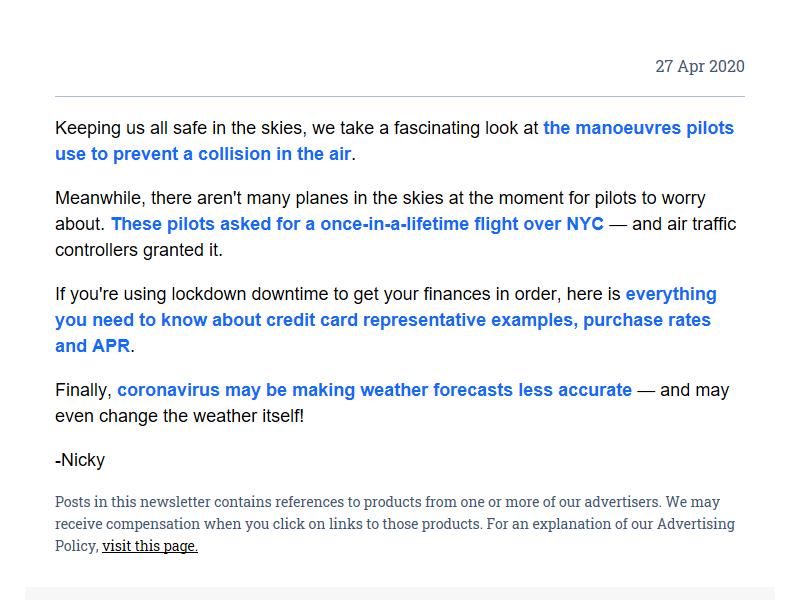 27 Apr 2020
Keeping us all safe in the skies, we take a fascinating look at the manoeuvres pilots
use to prevent a collision in the air.
Meanwhile, there aren't many planes in the skies at the moment for pilots to worry
about. These pilots asked for a once-in-a-lifetime flight over NYC — and air traffic
controllers granted it.
If you're using lockdown downtime to get your finances in order, here is everything
you need to know about credit card representative examples, purchase rates
and APR.
Finally, coronavirus may be making weather forecasts less accurate — and may
even change the weather itself!
-Nicky
Posts in this newsletter contains references to products from one or more of our advertisers. We may
receive compensation when you click on links to those products. For an explanation of our Advertising
Policy, visit this page.